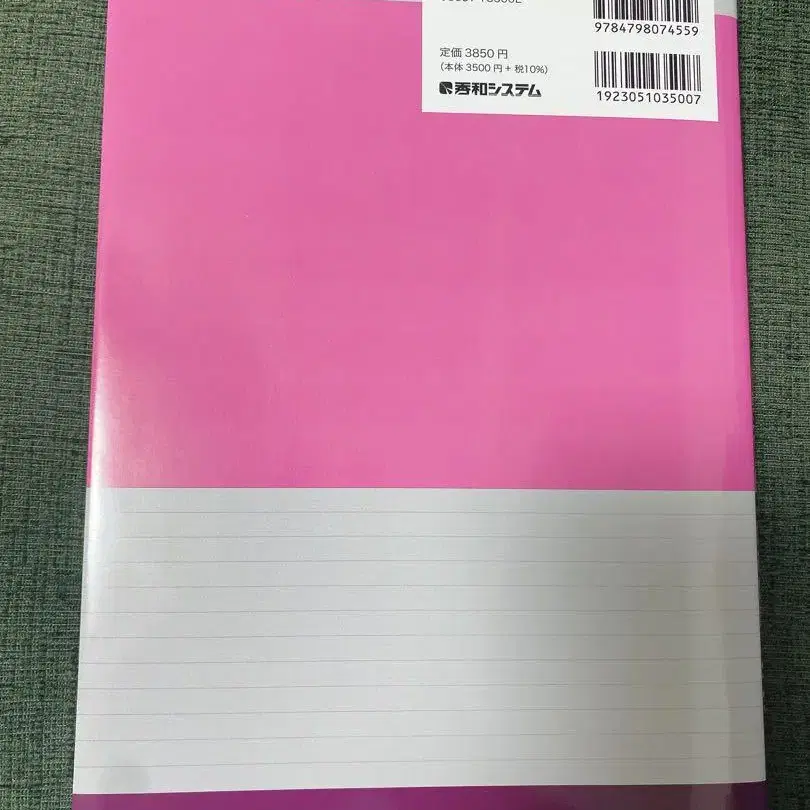 9784798074559
定価 3850 円
(本体 3500 円 + 税10%)
秀和システム
1923051035007